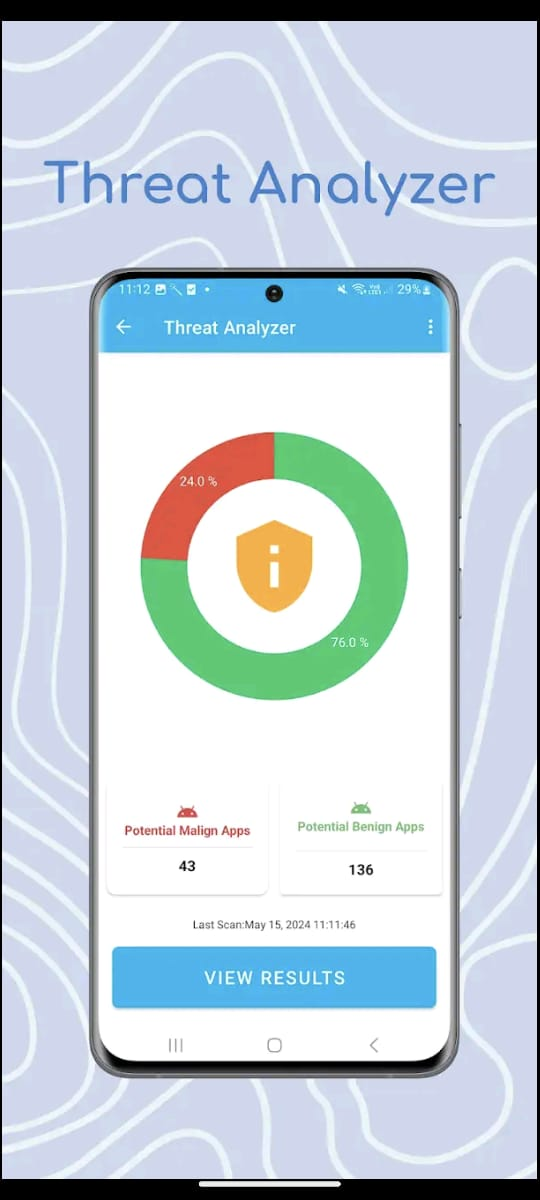 Threat Analyzer
11:12
29%
Threat Analyzer
24.0 %
76.0 %
Potential Malign Apps
43
Potential Benign Apps
136
Last Scan:May 15, 2024 11:11:46
VIEW RESULTS